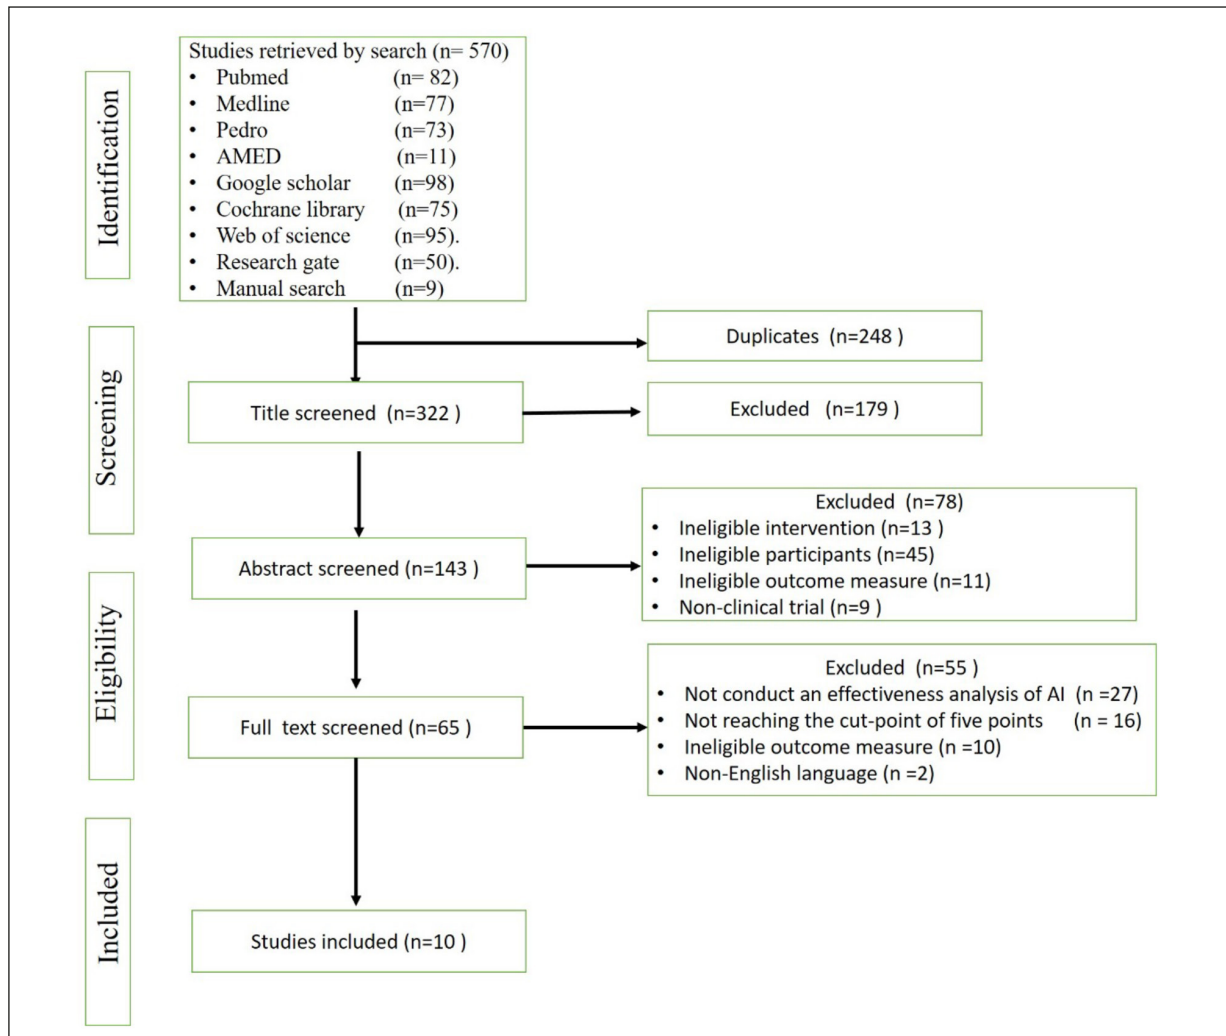 Identification
Studies retrieved by search (n= 570)
• Pubmed (n= 82)
• Medline (n=77)
• Pedro (n=73)
• AMED (n=11)
• Google scholar (n=98)
• Cochrane library (n=75)
• Web of science (n=95).
• Research gate (n=50).
• Manual search (n=9)
Screening
Duplicates (n=248 )
Title screened (n=322 )
Excluded (n=179 )
Abstract screened (n=143 )
Excluded (n=78)
• Ineligible intervention (n=13 )
• Ineligible participants (n=45)
• Ineligible outcome measure (n=11)
• Non-clinical trial (n=9 )
Eligibility
Full text screened (n=65 )
Excluded (n=55 )
• Not conduct an effectiveness analysis of AI (n =27)
• Not reaching the cut-point of five points (n = 16)
• Ineligible outcome measure (n =10)
• Non-English language (n =2)
Included
Studies included (n=10 )